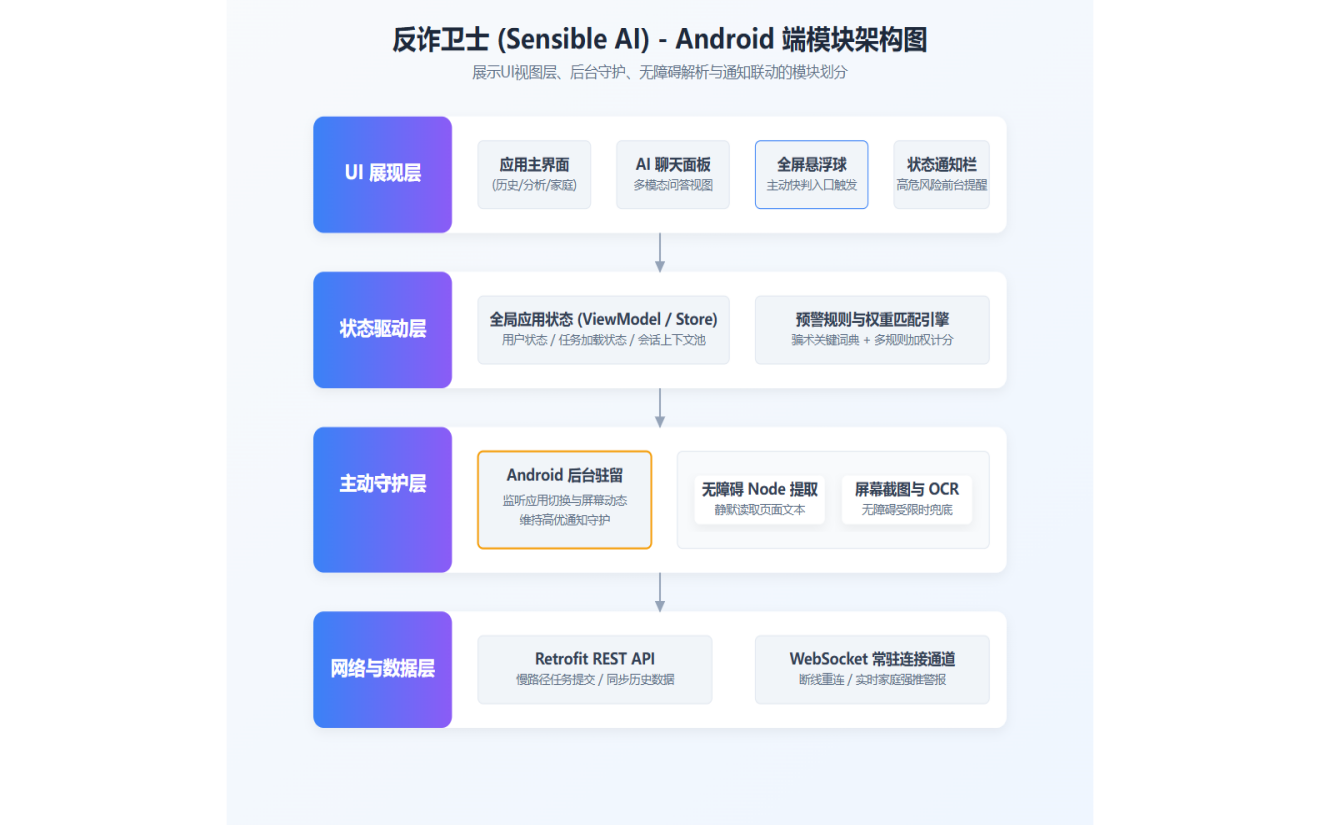 反诈卫士 (Sensible AI) - Android 端模块架构图
展示UI视图层、后台守护、无障碍解析与通知联动的模块划分
UI 展现层
应用主界面
(历史/分析/家庭)
AI 聊天面板
多模态问答视图
全屏悬浮球
主动快判入口触发
状态通知栏
高危风险前台提醒
状态驱动层
全局应用状态 (ViewModel / Store)
用户状态 / 任务加载状态 / 会话上下文池
预警规则与权重匹配引擎
骗术关键词典 + 多规则加权计分
主动守护层
Android 后台驻留
监听应用切换与屏幕动态
维持高优通知守护
无障碍 Node 提取
静默读取页面文本
屏幕截图与 OCR
无障碍受限时兜底
网络与数据层
Retrofit REST API
慢路径任务提交 / 同步历史数据
WebSocket 常驻连接通道
断线重连 / 实时家庭强推警报